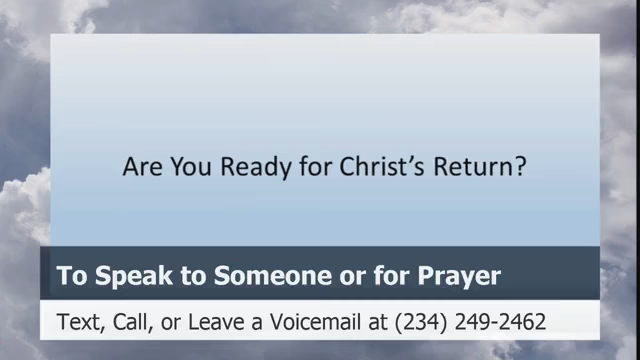 Are You Ready for Christ's Return?
To Speak to Someone or for Prayer
Text, Call, or Leave a Voicemail at (234) 249-2462